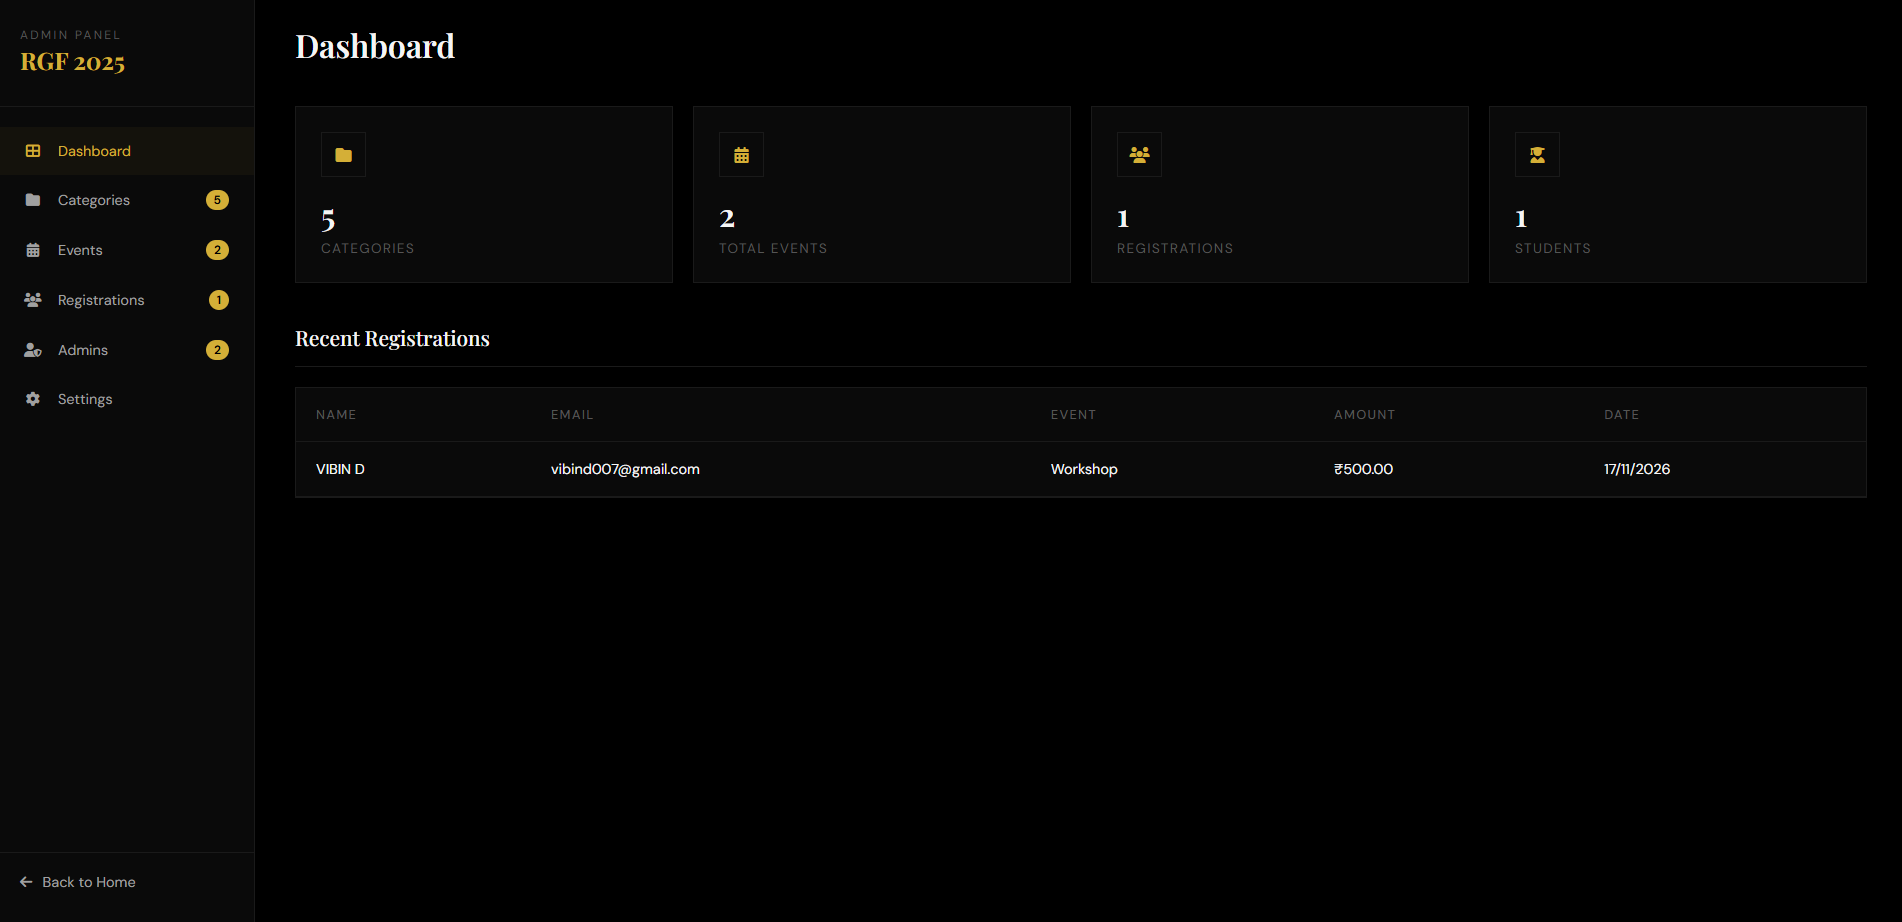 ADMIN PANEL
RGF 2025
Dashboard
Categories 5
Events 2
Registrations 1
Admins 2
Settings
Back to Home
Dashboard
5
CATEGORIES
2
TOTAL EVENTS
1
REGISTRATIONS
1
STUDENTS
Recent Registrations
NAME EMAIL EVENT AMOUNT DATE
VIBIN D vibind007@gmail.com Workshop ₹500.00 17/11/2026